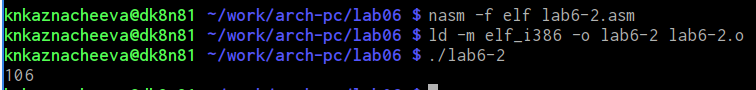 knkaznacheeva@dk8n81 ~/work/arch-pc/lab06 $ nasm -f elf lab6-2.asm
knkaznacheeva@dk8n81 ~/work/arch-pc/lab06 $ ld -m elf_i386 -o lab6-2 lab6-2.o
knkaznacheeva@dk8n81 ~/work/arch-pc/lab06 $ ./lab6-2
106